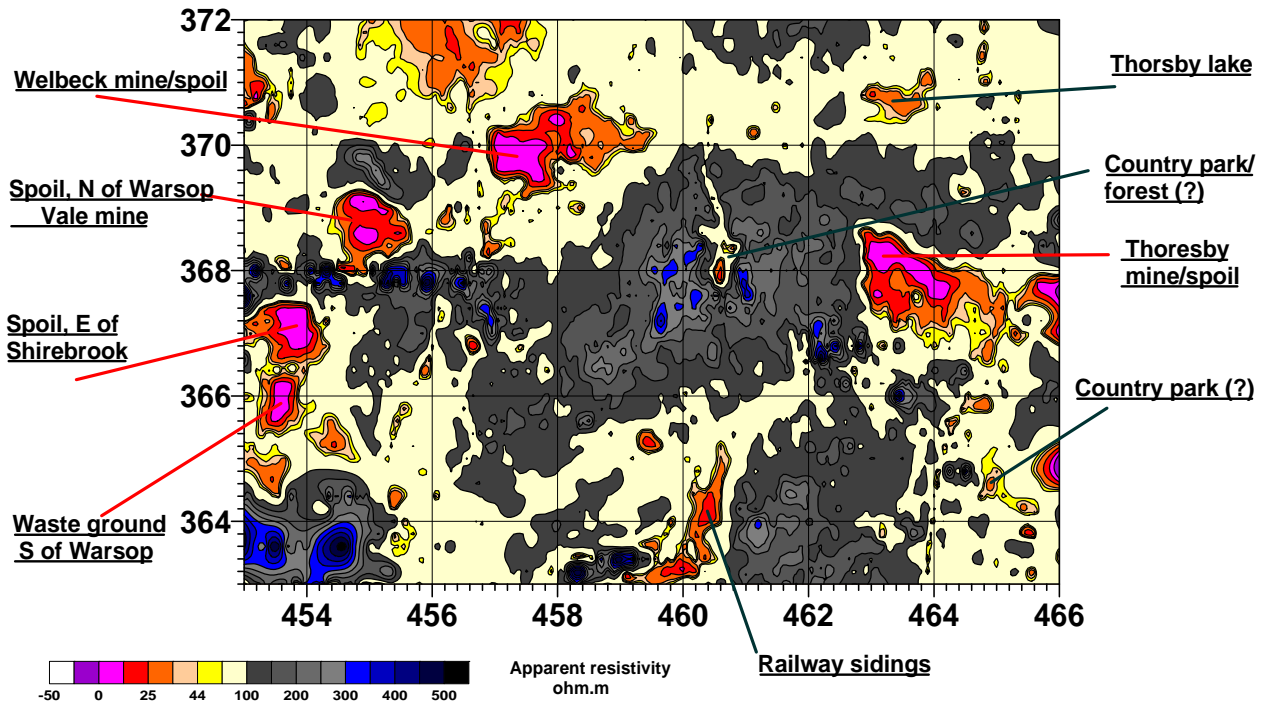 372
370
368
366
364
454
456
458
460
462
464
466
Welbeck mine/spoil
Spoil, N of Warsop
Vale mine
Spoil, E of
Shirebrook
Waste ground
S of Warsop
Thorsby lake
Country park/
forest (?)
Thoresby
mine/spoil
Country park (?)
Railway sidings
Apparent resistivity
ohm.m
-50 0 25 44 100 200 300 400 500